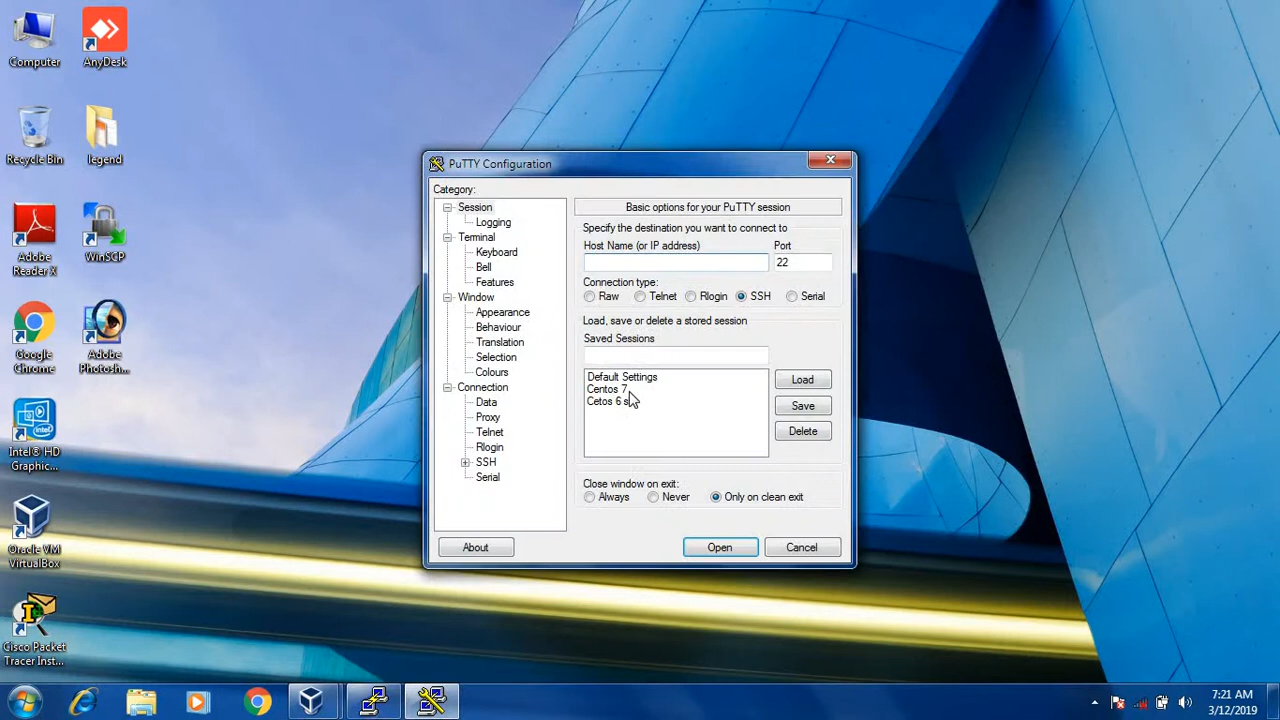 Computer
AnyDesk
Recycle Bin
legend
Adobe
Reader X
WinSCP
Google
Chrome
Adobe
Photosh...
Intel® HD
Graphic...
Oracle VM
VirtualBox
Cisco Packet
Tracer Inst...
PuTTY Configuration
Category:
Session
Logging
Terminal
Keyboard
Bell
Features
Window
Appearance
Behaviour
Translation
Selection
Colours
Connection
Data
Proxy
Telnet
Rlogin
SSH
Serial
Basic options for your PuTTY session
Specify the destination you want to connect to
Host Name (or IP address)
Port
22
Connection type:
Raw
Telnet
Rlogin
SSH
Serial
Load, save or delete a stored session
Saved Sessions
Default Settings
Centos 7
Cetos 6
Load
Save
Delete
Close window on exit:
Always
Never
Only on clean exit
About
Open
Cancel
7:21 AM
3/12/2019